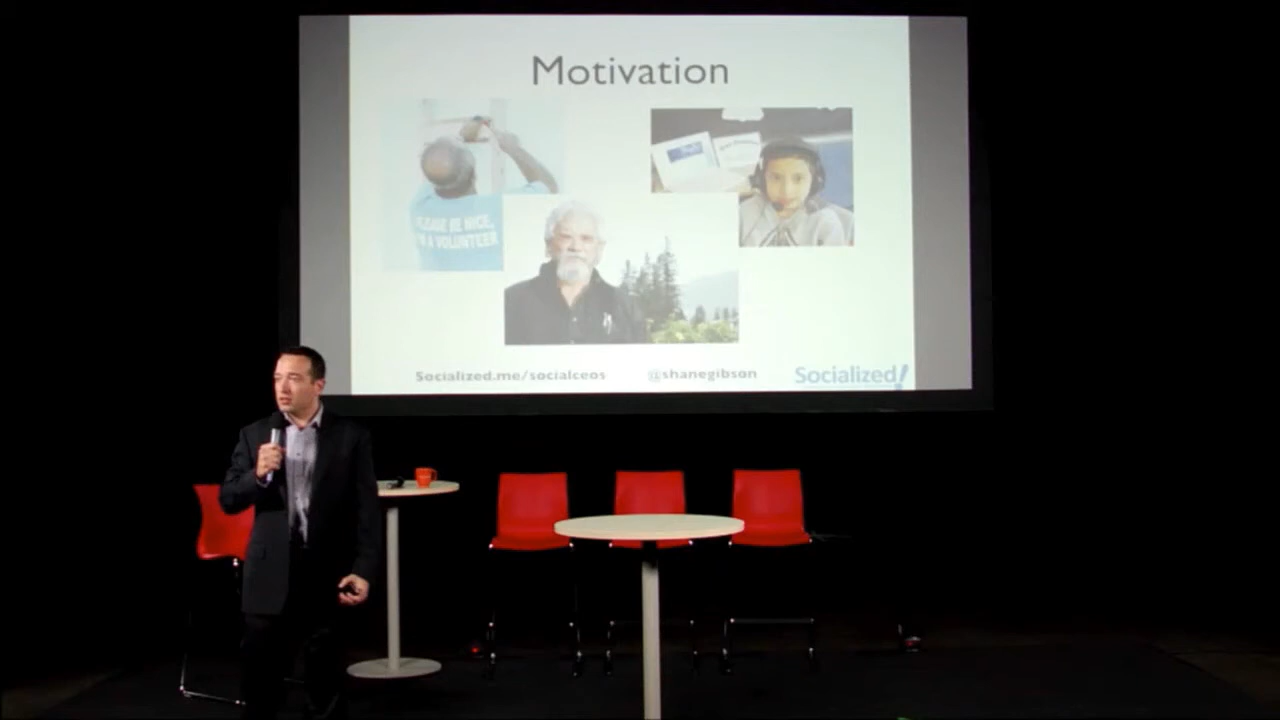 Motivation
PLEASE BE NICE,
I'M A VOLUNTEER
Socialized.me/socialceos
@shanegibson
Socialized!